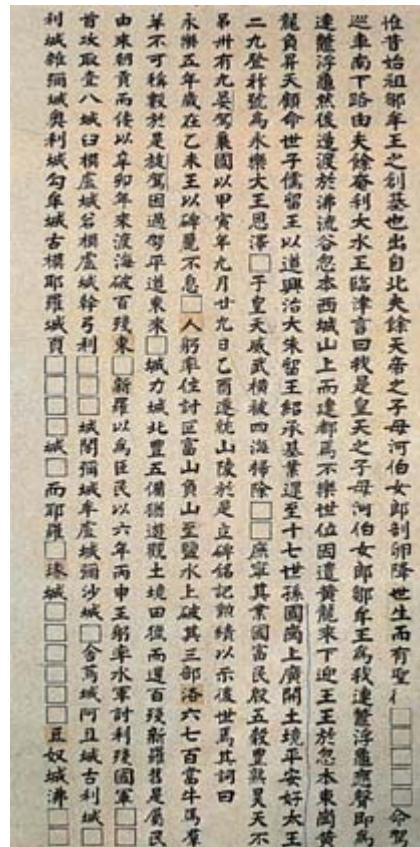 惟昔始祖鄒牟王之創基也出自北夫餘天帝之子母河伯女郎剖卵降世生而有聖彳□□□□□命駕
巡車南下路由夫餘奄利大水王臨津言曰我是皇天之子母河伯女郎鄒牟王爲我連鼈浮龜應聲即爲
連鼈浮龜然後造渡於沸流谷忽本西城山上而建都焉不樂世位因遣黃龍來下迎王王於忽本東崗黃
龍負昇天顧命世子儒留王以道興治大朱留王紹承基業還至十七世孫國崗上廣開土境平安好太王
二九登祚號爲永樂大王恩澤□于皇天威武橫被四海掃除□□庶寧其業國富民殷五穀豊熟昊天不
弔卅有九晏駕棄國以甲寅年九月廿九日乙酉遷就山陵於是立碑銘記勲績以示後世焉其詞曰
永樂五年歲在乙未王以碑麗不息□人躬率住討叵富山負山至鹽水上破其三部洛六七百當牛馬羣
羊不可稱數於是旋駕因過駕平道東來□城力城北豊五備猶遊觀土境田獵而還百殘新羅舊是屬民
由來朝貢而倭以辛卯年來渡海破百殘東□新羅以爲臣民以六年丙申王躬率水軍討利殘國軍□□
首攻取壹八城臼模盧城各模盧城幹弓利□□城閣彌城牟盧城彌沙城□舍蔦城阿旦城古利城□
利城雜彌城奧利城勾牟城古模耶羅城頁□□□□城□而耶羅□瑑城□□□□□豆奴城沸□□